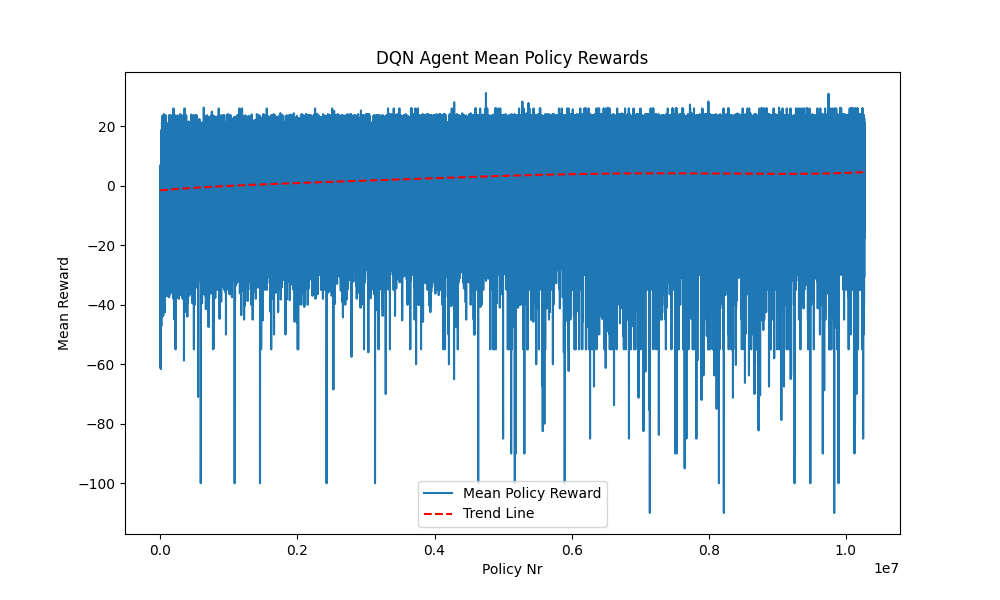 DQN Agent Mean Policy Rewards
Mean Reward
20
0
−20
−40
−60
−80
−100
Mean Policy Reward
Trend Line
0.0
0.2
0.4
0.6
0.8
1.0
1e7
Policy Nr